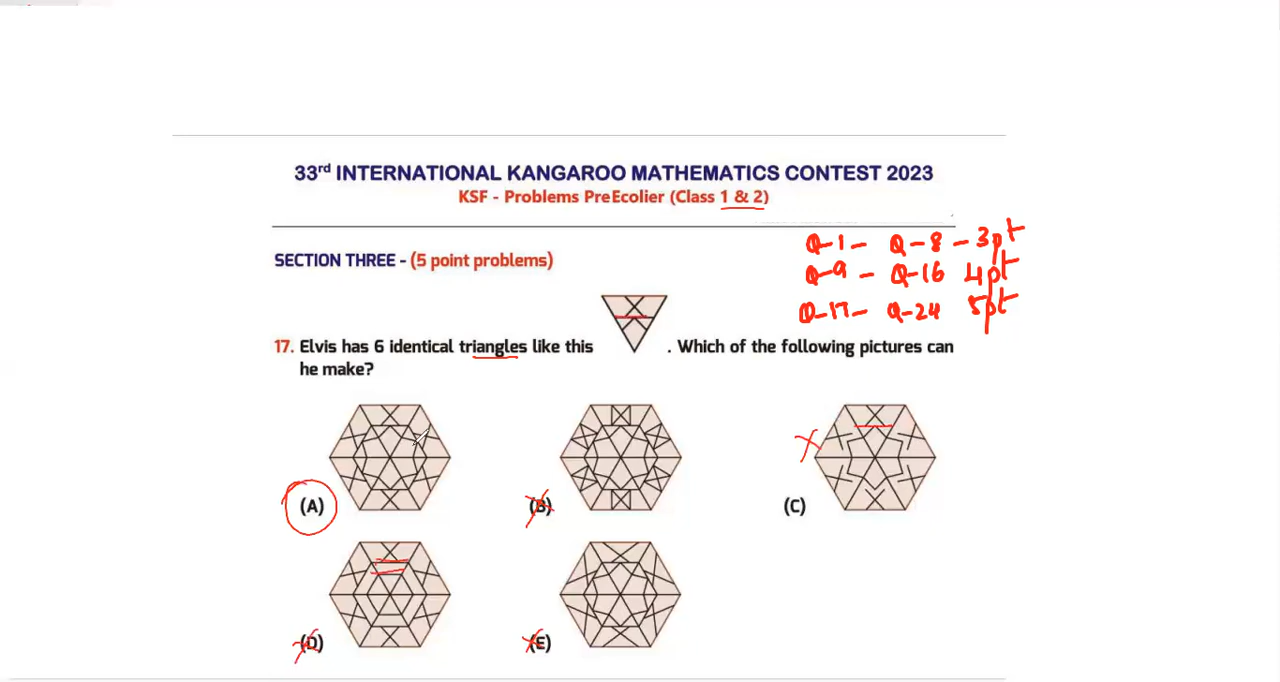 33rd INTERNATIONAL KANGAROO MATHEMATICS CONTEST 2023
KSF - Problems PreEcolier (Class 1 & 2)
Q-1- Q-8-3pt
SECTION THREE - (5 point problems)
Q-9 - Q-16 4pt
Q-17- Q-24 5pt
17. Elvis has 6 identical triangles like this . Which of the following pictures can
he make?
(A) (B) (C)
(D) (E)